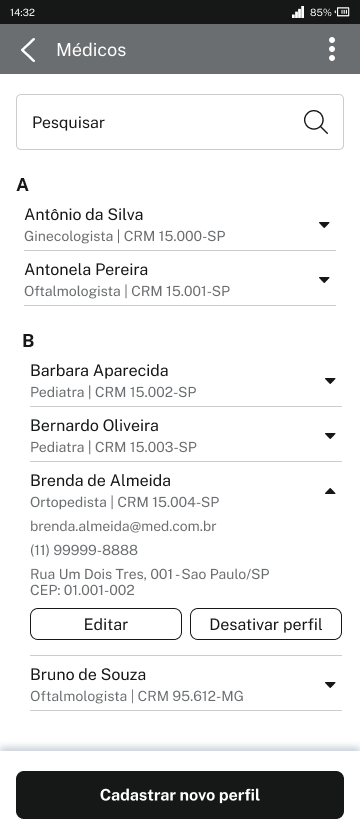 14:32
85%
Médicos
Pesquisar
A
Antônio da Silva
Ginecologista | CRM 15.000-SP
Antonela Pereira
Oftalmologista | CRM 15.001-SP
B
Barbara Aparecida
Pediatra | CRM 15.002-SP
Bernardo Oliveira
Pediatra | CRM 15.003-SP
Brenda de Almeida
Ortopedista | CRM 15.004-SP
brenda.almeida@med.com.br
(11) 99999-8888
Rua Um Dois Tres, 001 - Sao Paulo/SP
CEP: 01.001-002
Editar
Desativar perfil
Bruno de Souza
Oftalmologista | CRM 95.612-MG
Cadastrar novo perfil